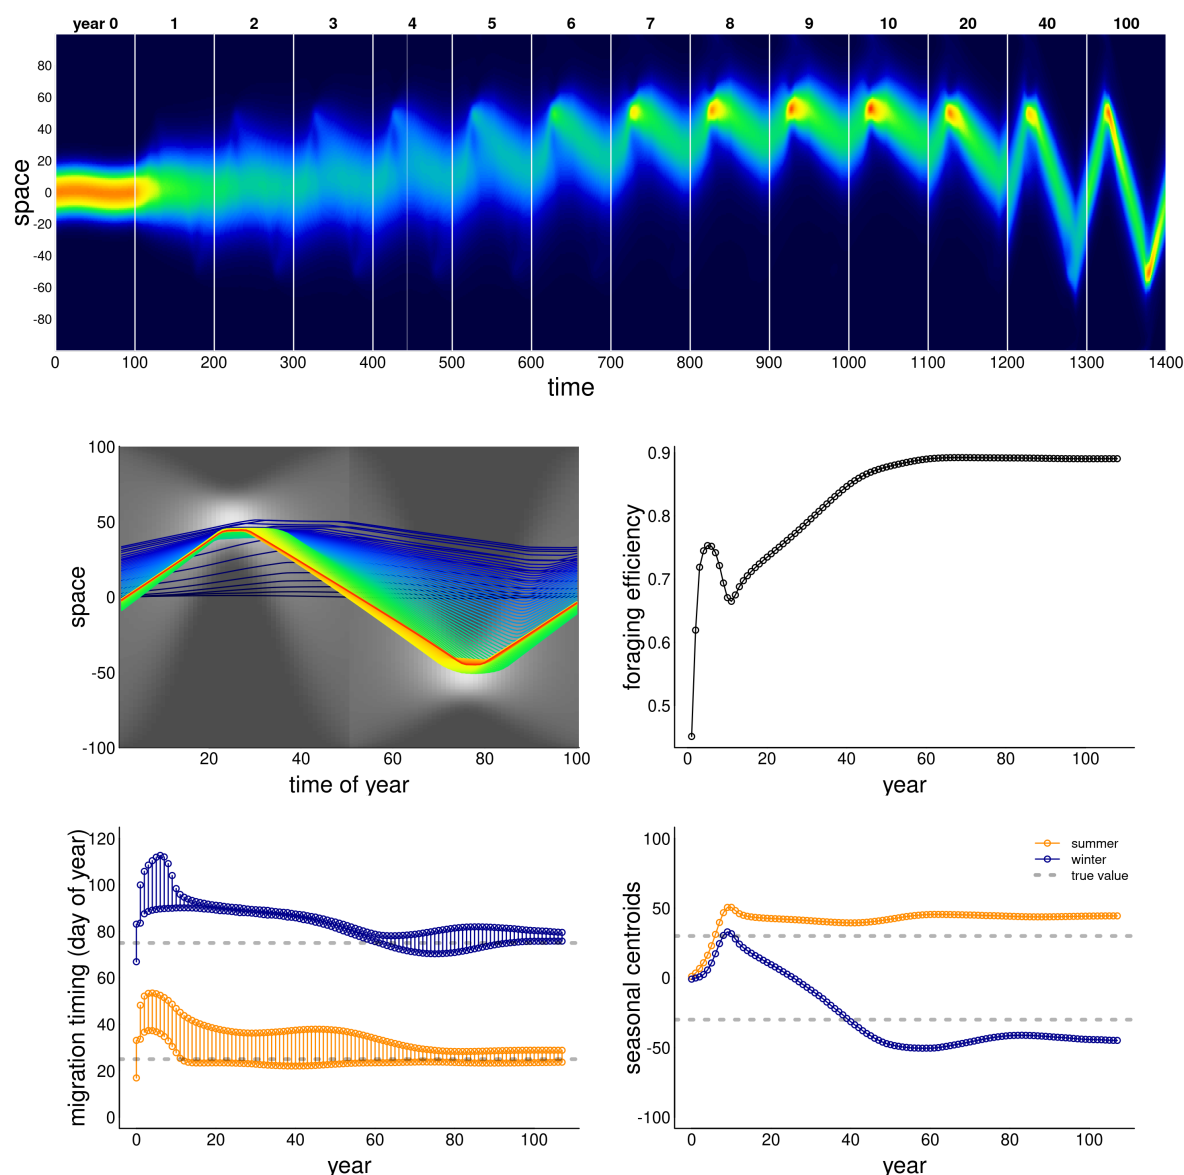 year 0 1 2 3 4 5 6 7 8 9 10 20 40 100
80
60
40
20
0
-20
-40
-60
-80
space
0 100 200 300 400 500 600 700 800 900 1000 1100 1200 1300 1400
time
100
50
0
-50
-100
space
20 40 60 80 100
time of year
0.9
0.8
0.7
0.6
0.5
foraging efficiency
0 20 40 60 80 100
year
120
100
80
60
40
20
0
migration timing (day of year)
0 20 40 60 80 100
year
100
50
0
-50
-100
seasonal centroids
summer
winter
true value
0 20 40 60 80 100
year